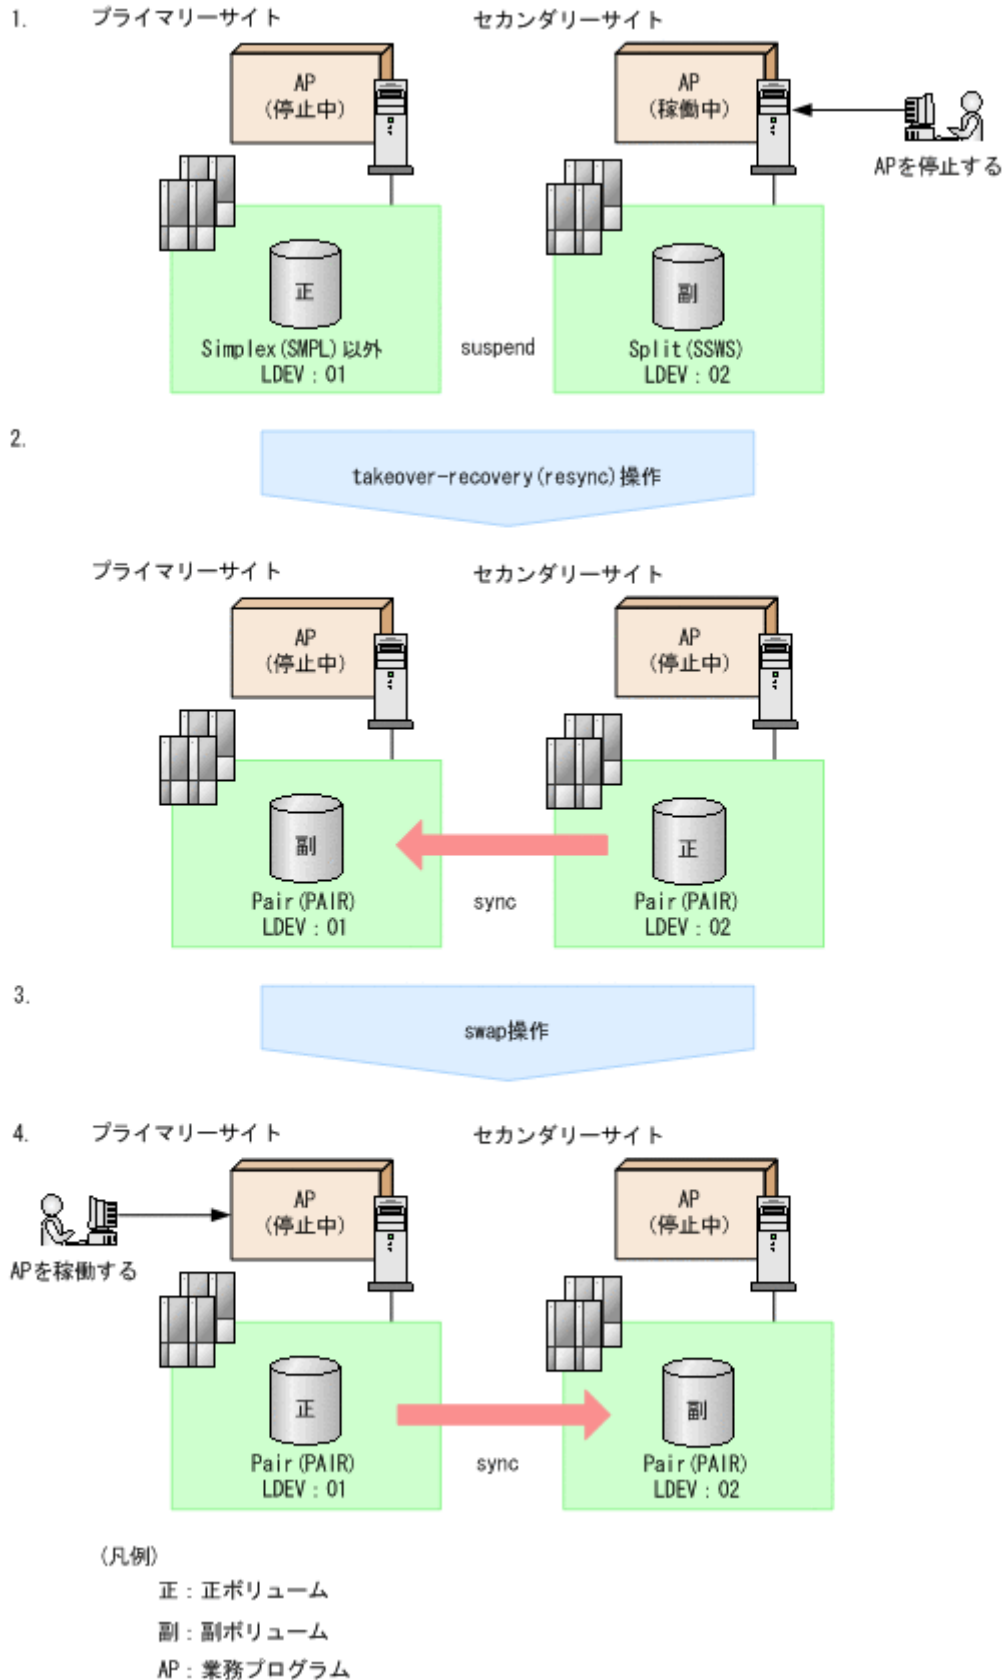 1.
プライマリーサイト
セカンダリーサイト
AP
(停止中)
AP
(稼働中)
APを停止する
正
副
Simplex(SMPL)以外
LDEV：01
suspend
Split(SSWS)
LDEV：02
2.
takeover-recovery(resync)操作
プライマリーサイト
セカンダリーサイト
AP
(停止中)
AP
(停止中)
副
正
Pair(PAIR)
LDEV：01
sync
Pair(PAIR)
LDEV：02
3.
swap操作
4.
プライマリーサイト
セカンダリーサイト
AP
(停止中)
AP
(停止中)
APを稼働する
正
副
Pair(PAIR)
LDEV：01
sync
Pair(PAIR)
LDEV：02
(凡例)
正：正ボリューム
副：副ボリューム
AP：業務プログラム